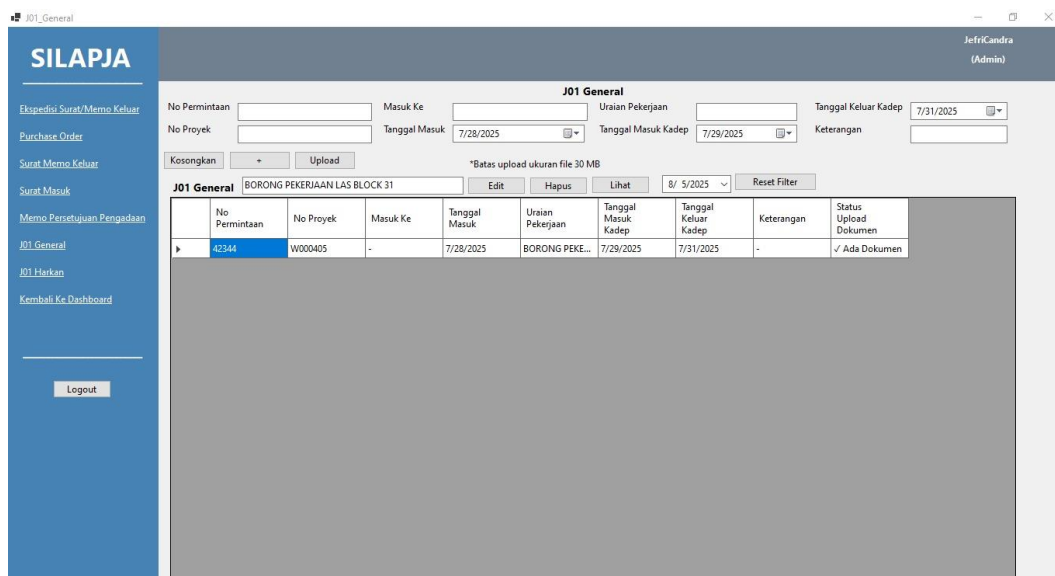 J01_General
SILAPJA
JefriCandra
(Admin)
Ekspedisi Surat/Memo Keluar
Purchase Order
Surat Memo Keluar
Surat Masuk
Memo Persetujuan Pengadaan
J01 General
J01 Harkan
Kembali Ke Dashboard
Logout
J01 General
No Permintaan Masuk Ke Uraian Pekerjaan Tanggal Keluar Kadep 7/31/2025
No Proyek Tanggal Masuk 7/28/2025 Tanggal Masuk Kadep 7/29/2025 Keterangan
Kosongkan + Upload *Batas upload ukuran file 30 MB
J01 General BORONG PEKERJAAN LAS BLOCK 31 Edit Hapus Lihat 8/ 5/2025 Reset Filter
No Permintaan No Proyek Masuk Ke Tanggal Masuk Uraian Pekerjaan Tanggal Masuk Kadep Tanggal Keluar Kadep Keterangan Status Upload Dokumen
42344 W000405 - 7/28/2025 BORONG PEKE... 7/29/2025 7/31/2025 - √ Ada Dokumen